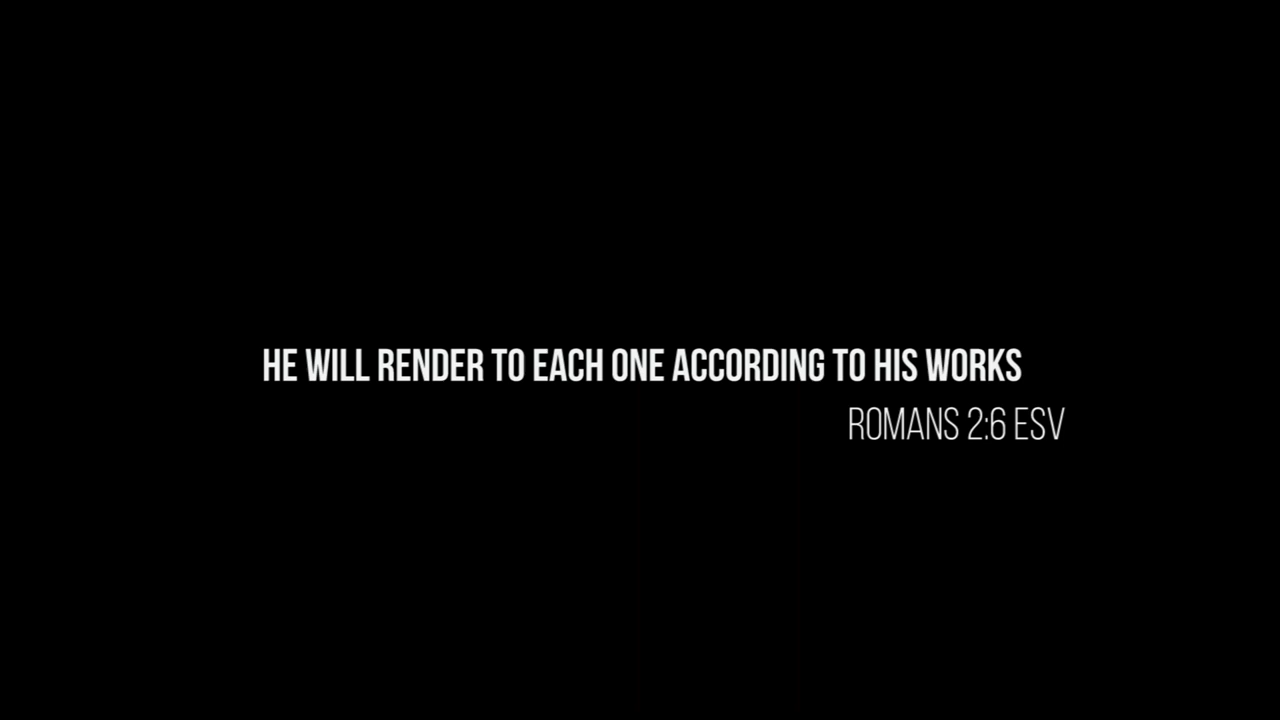 HE WILL RENDER TO EACH ONE ACCORDING TO HIS WORKS
ROMANS 2:6 ESV